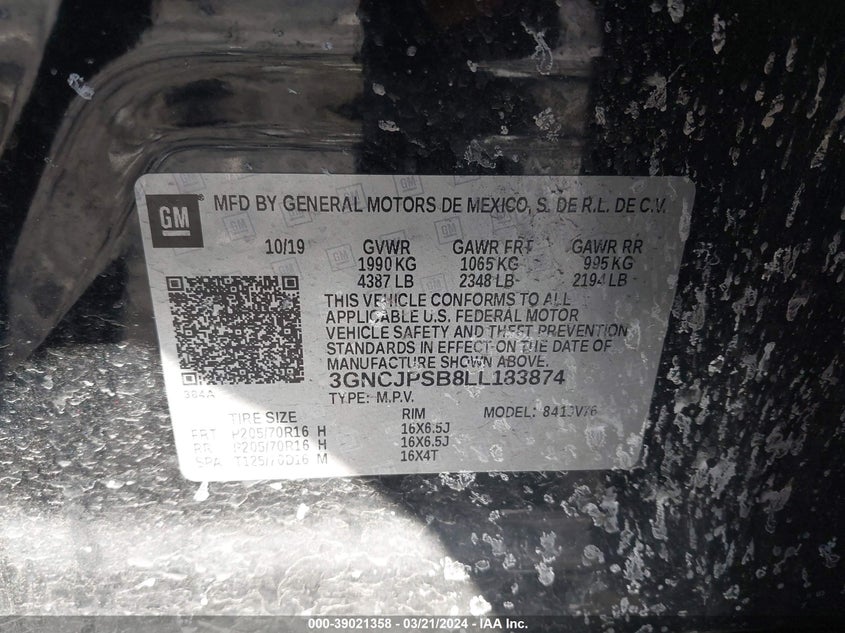 GM
MFD BY GENERAL MOTORS DE MEXICO, S. DE R.L. DE C.V.
10/19 GVWR GAWR FRT GAWR RR
1990 KG 1065 KG 995 KG
4387 LB 2348 LB 2194 LB
THIS VEHICLE CONFORMS TO ALL
APPLICABLE U.S. FEDERAL MOTOR
VEHICLE SAFETY AND THEFT PREVENTION
STANDARDS IN EFFECT ON THE DATE OF
MANUFACTURE SHOWN ABOVE.
384A
3GNCJPSB8LL183874
TYPE: M.P.V. MODEL:
TIRE SIZE RIM
FRT P205/70R16 H 16X6.5J
RR P205/70R16 H 16X6.5J
SPA T125/70D16 M 16X4T
000-39021358 - 03/21/2024 - IAA Inc.